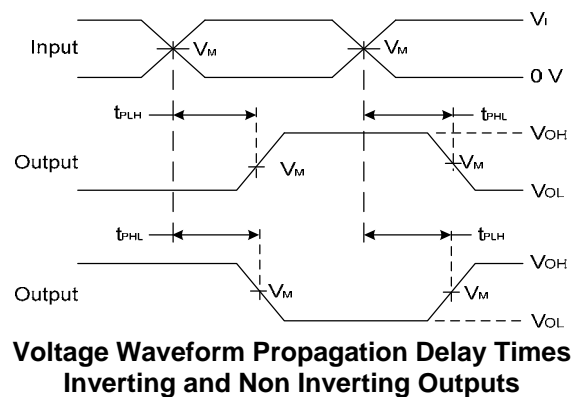 VI
Input VM VM
0 V
tPLH tPHL
VOH
Output VM VM
VOL
tPHL tPLH
VOH
Output VM VM
VOL
Voltage Waveform Propagation Delay Times
Inverting and Non Inverting Outputs